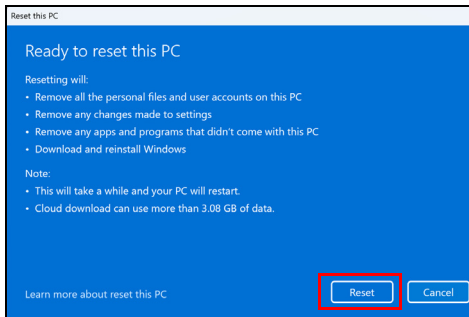 Reset this PC
Ready to reset this PC
Resetting will:
• Remove all the personal files and user accounts on this PC
• Remove any changes made to settings
• Remove any apps and programs that didn't come with this PC
• Download and reinstall Windows
Note:
• This will take a while and your PC will restart.
• Cloud download can use more than 3.08 GB of data.
Learn more about reset this PC
Reset
Cancel